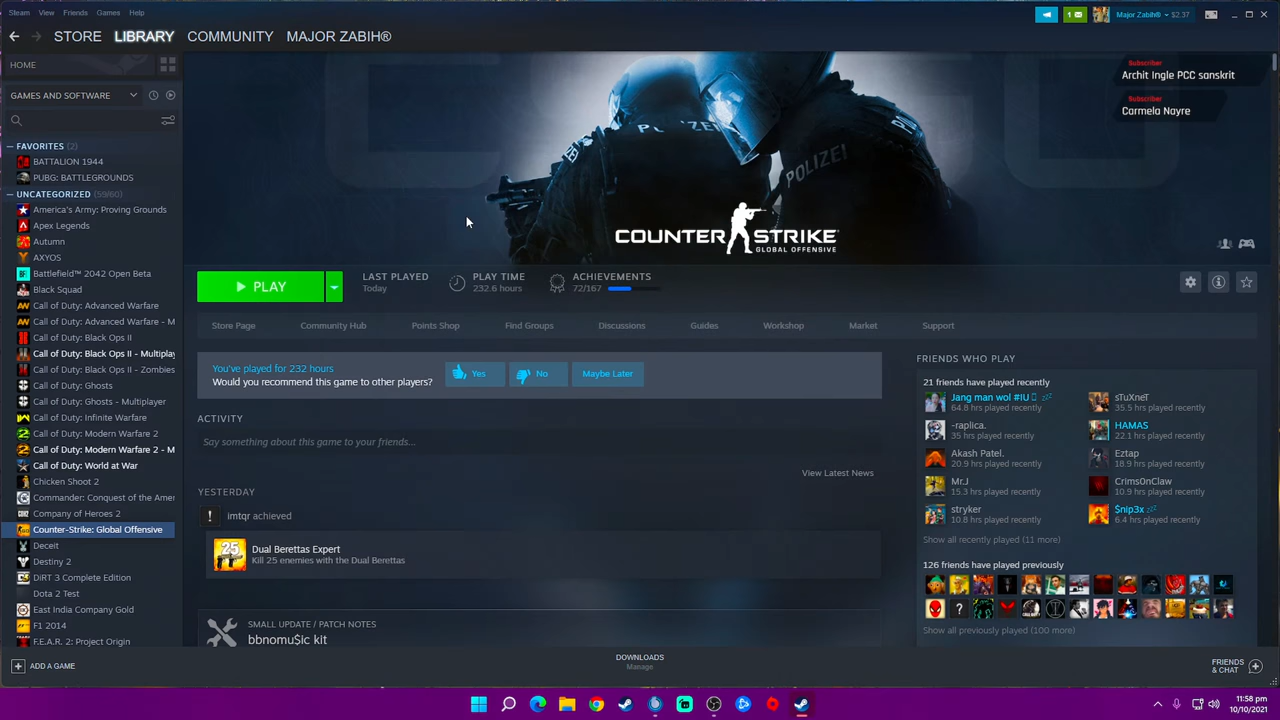 Steam View Friends Games Help
1 Major Zabih® $2.37
STORE LIBRARY COMMUNITY MAJOR ZABIH®
HOME
GAMES AND SOFTWARE
FAVORITES (2)
BATTALION 1944
PUBG: BATTLEGROUNDS
UNCATEGORIZED (59/60)
America's Army: Proving Grounds
Apex Legends
Autumn
AXYOS
Battlefield™ 2042 Open Beta
Black Squad
Call of Duty: Advanced Warfare
Call of Duty: Advanced Warfare - M
Call of Duty: Black Ops II
Call of Duty: Black Ops II - Multiplay
Call of Duty: Black Ops II - Zombies
Call of Duty: Ghosts
Call of Duty: Ghosts - Multiplayer
Call of Duty: Infinite Warfare
Call of Duty: Modern Warfare 2
Call of Duty: Modern Warfare 2 - M
Call of Duty: World at War
Chicken Shoot 2
Commander: Conquest of the Amer
Company of Heroes 2
Counter-Strike: Global Offensive
Deceit
Destiny 2
DiRT 3 Complete Edition
Dota 2 Test
East India Company Gold
F1 2014
F.E.A.R. 2: Project Origin
ADD A GAME
POLIZEI
POLIZEI
COUNTER STRIKE
GLOBAL OFFENSIVE
Subscriber
Archit Ingle PCC sanskrit
Subscriber
Carmela Nayre
PLAY
LAST PLAYED
Today
PLAY TIME
232.6 hours
ACHIEVEMENTS
72/167
Store Page Community Hub Points Shop Find Groups Discussions Guides Workshop Market Support
You've played for 232 hours
Would you recommend this game to other players?
Yes No Maybe Later
ACTIVITY
Say something about this game to your friends...
View Latest News
YESTERDAY
imtqr achieved
25
Dual Berettas Expert
Kill 25 enemies with the Dual Berettas
SMALL UPDATE / PATCH NOTES
bbnomu$ic kit
FRIENDS WHO PLAY
21 friends have played recently
Jang man wol #IU
64.8 hrs played recently
sTuXneT
35.5 hrs played recently
-raplica.
35 hrs played recently
HAMAS
22.1 hrs played recently
Akash Patel.
20.9 hrs played recently
Eztap
18.9 hrs played recently
Mr.J
15.3 hrs played recently
Crims0nClaw
10.9 hrs played recently
stryker
10.8 hrs played recently
$nip3x
6.4 hrs played recently
Show all recently played (11 more)
126 friends have played previously
Show all previously played (100 more)
DOWNLOADS
Manage
FRIENDS
& CHAT
11:58 pm
10/10/2021